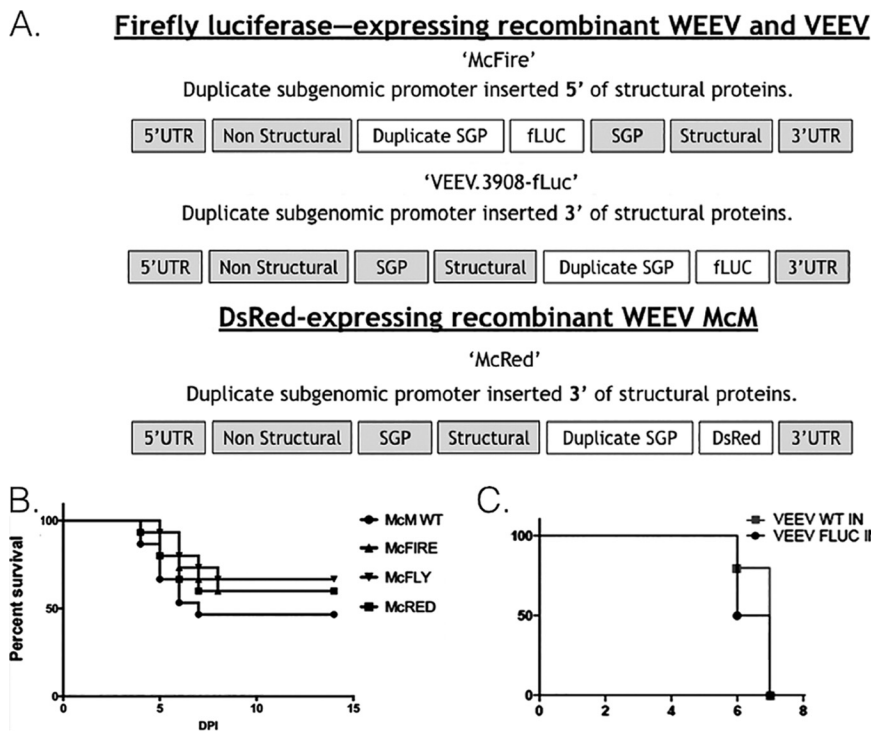 A.
Firefly luciferase—expressing recombinant WEEV and VEEV
'McFire'
Duplicate subgenomic promoter inserted 5' of structural proteins.
5'UTR Non Structural Duplicate SGP fLUC SGP Structural 3'UTR
'VEEV.3908-fLuc'
Duplicate subgenomic promoter inserted 3' of structural proteins.
5'UTR Non Structural SGP Structural Duplicate SGP fLUC 3'UTR
DsRed-expressing recombinant WEEV McM
'McRed'
Duplicate subgenomic promoter inserted 3' of structural proteins.
5'UTR Non Structural SGP Structural Duplicate SGP DsRed 3'UTR
B.
Percent survival
100
50
0
0 5 10 15
DPI
McM WT
McFIRE
McFLY
McRED
C.
100
50
0
0 2 4 6 8
VEEV WT IN
VEEV FLUC IN